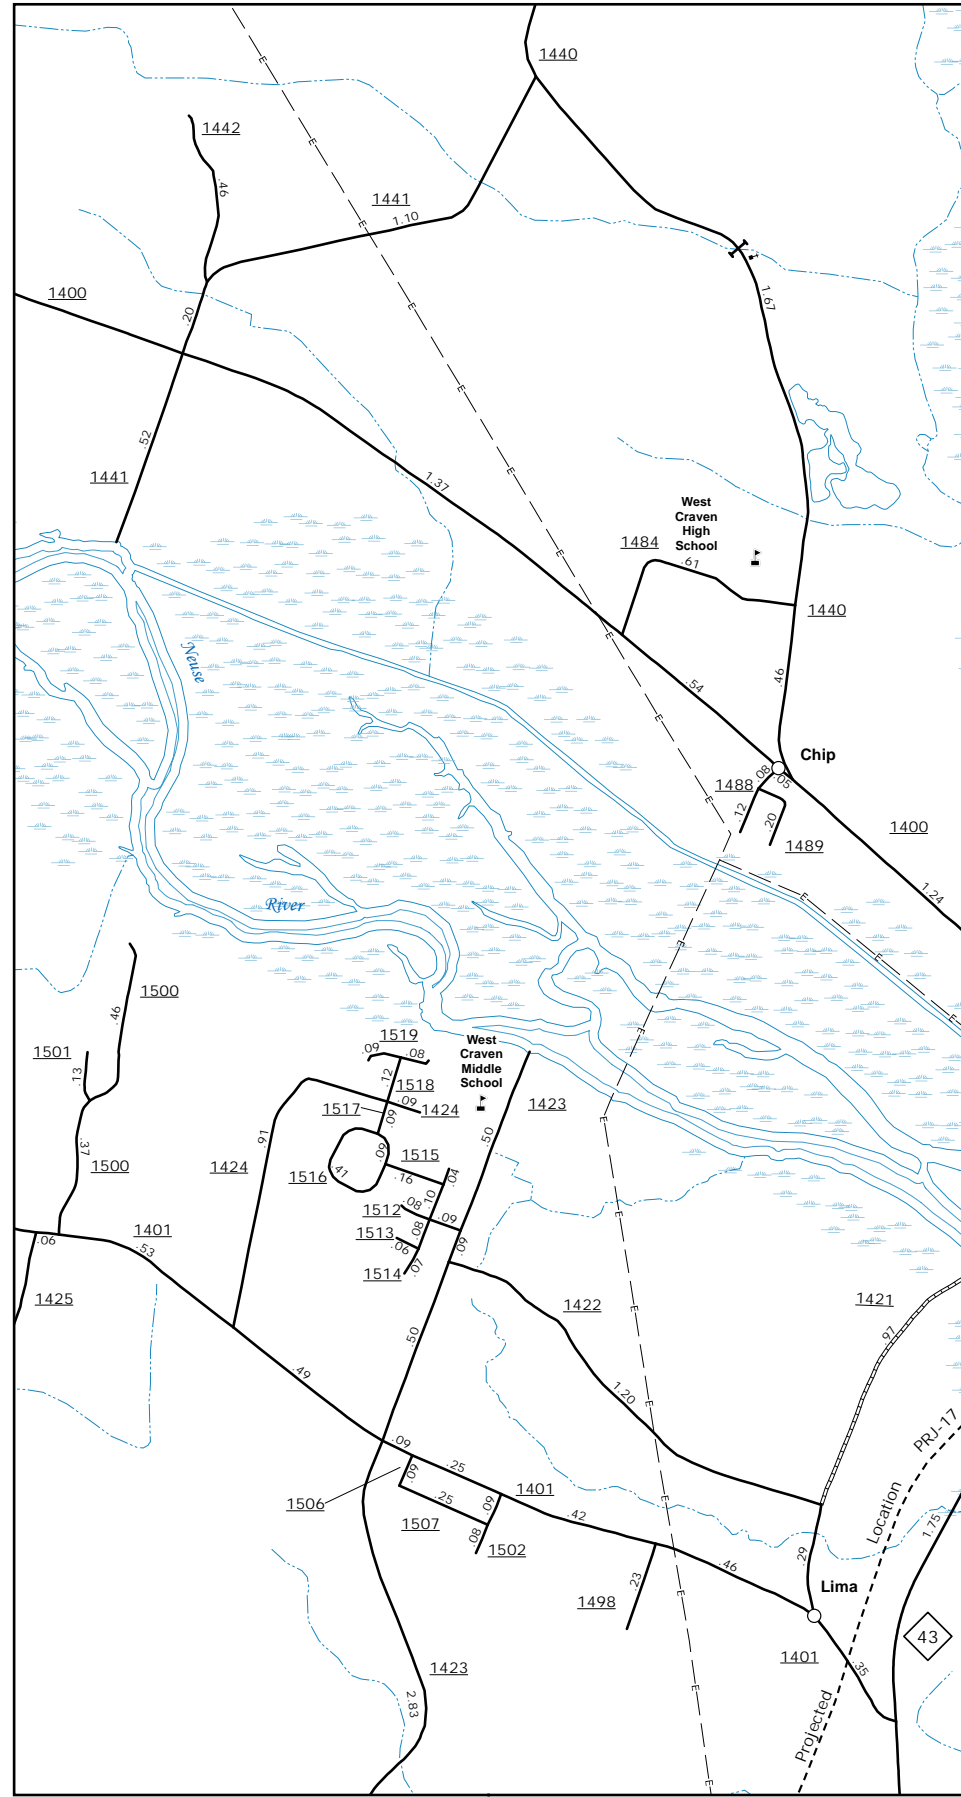 1440
E
1442
E
.46
1441
1.10
E
1400
1.67
.20
E
E
.52
1441
1.37
E
West
Craven
High
School
1484
.61
E
1440
E
Neuse
.54
.46
E
Chip
.08
.05
1488
.12
.20
E
1400
1489
1.24
River
E
E
E
1500
.46
E
E
1519
.09
.08
West
Craven
Middle
School
1501
.13
.12
1518
.09
1517
1424
1423
E
.09
.91
.50
.37
.09
1515
1500
1424
1516
.41
.16
.04
.10
.08
1512
.09
E
1401
.08
1513
.06
.09
.06
.53
.07
1514
1425
1422
1421
E
.97
.50
.49
1.20
E
PRJ-17
.09
.25
.09
1401
1506
.25
.09
Location
1.75
1507
.42
.08
1502
.29
E
.46
.23
Lima
E
1498
43
1401
.35
1423
E
2.83
Projected
E